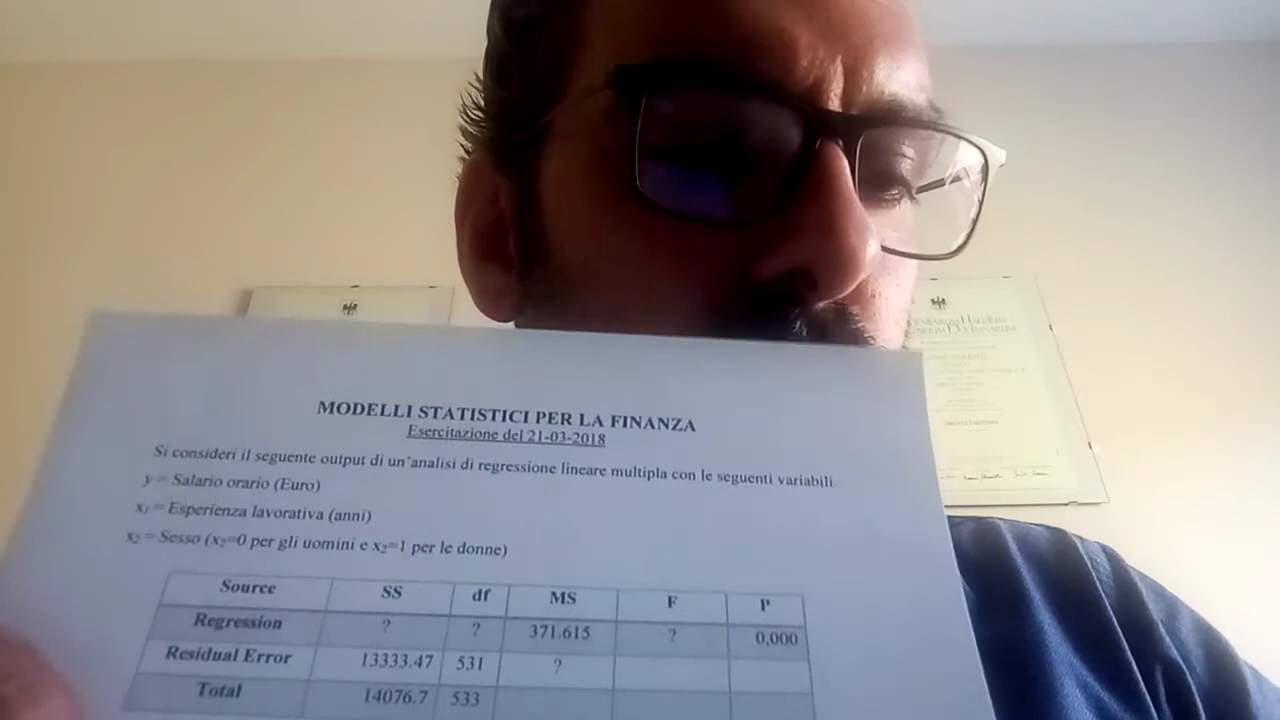 MODELLI STATISTICI PER LA FINANZA
Esercitazione del 21-03-2018
Si consideri il seguente output di un'analisi di regressione lineare multipla con le seguenti variabili:
y = Salario orario (Euro)
x₁ = Esperienza lavorativa (anni)
x₂ = Sesso (x₂=0 per gli uomini e x₂=1 per le donne)
Source SS df MS F P
Regression ? ? 371.615 ? 0,000
Residual Error 13333.47 531 ?
Total 14076.7 533